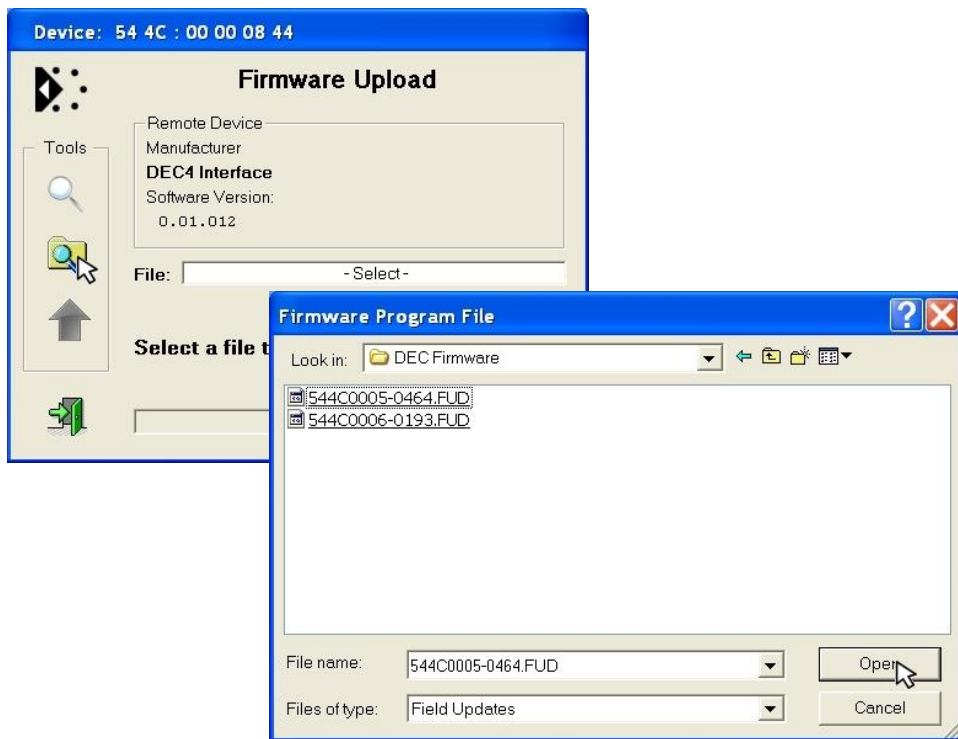 Device: 54 4C : 00 00 08 44
Firmware Upload
Tools
Remote Device
Manufacturer
DEC4 Interface
Software Version:
0.01.012
File: - Select -
Select a file t
Firmware Program File
Look in: DEC Firmware
544C0005-0464.FUD
544C0006-0193.FUD
File name: 544C0005-0464.FUD Open
Files of type: Field Updates Cancel